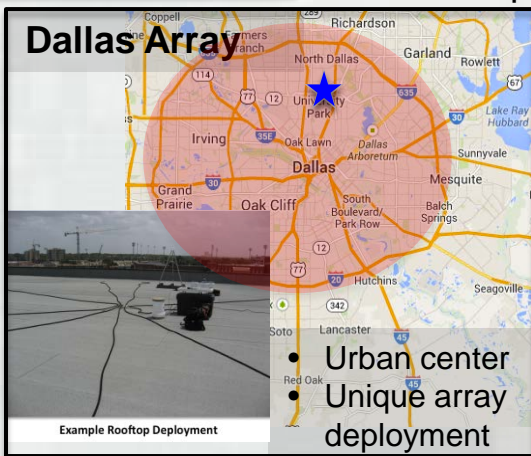 Dallas Array
Coppell
Farmers
Branch
289
Richardson
Garland
Rowlett
North Dallas
114
77
12
University
Park
635
67
30
Lake Ray
Hubbard
Irving
35E
Oak Lawn
Dallas
Arboretum
Sunnyvale
Dallas
Mesquite
30
Grand
Prairie
Oak Cliff
South
Boulevard/
Park Row
Balch
Springs
12
77
20
Hutchins
Seagoville
342
Soto
Lancaster
45
Red Oak
45
Example Rooftop Deployment
• Urban center
• Unique array
deployment